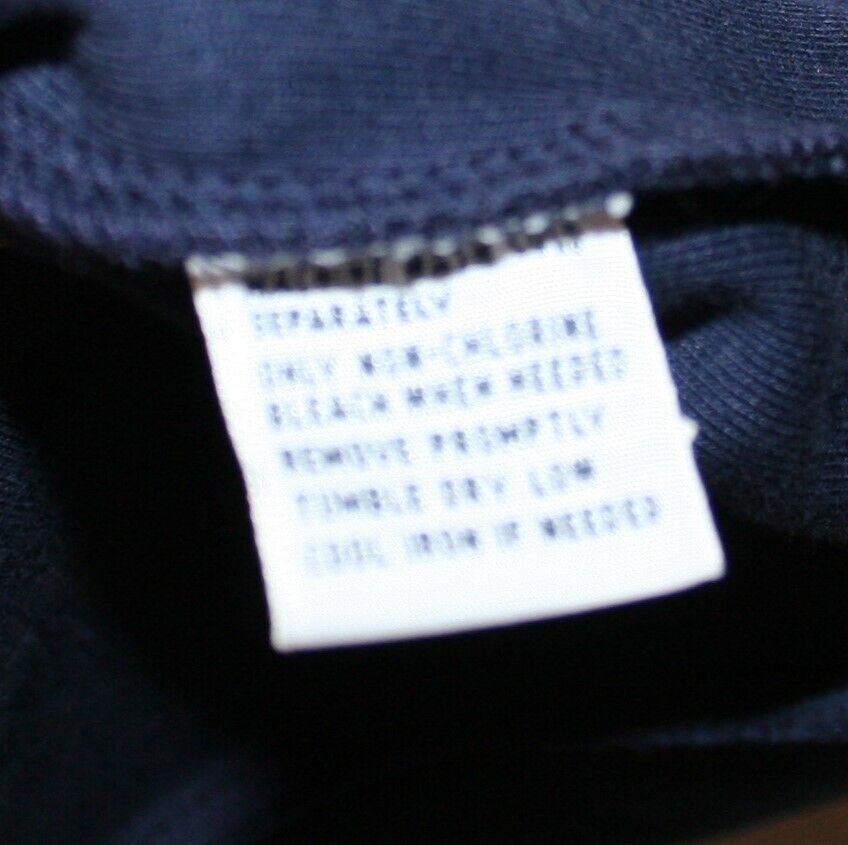 SEPARATELY
ONLY NON-CHLORINE
BLEACH WHEN NEEDED
REMOVE PROMPTLY
TUMBLE DRY LOW
COOL IRON IF NEEDED